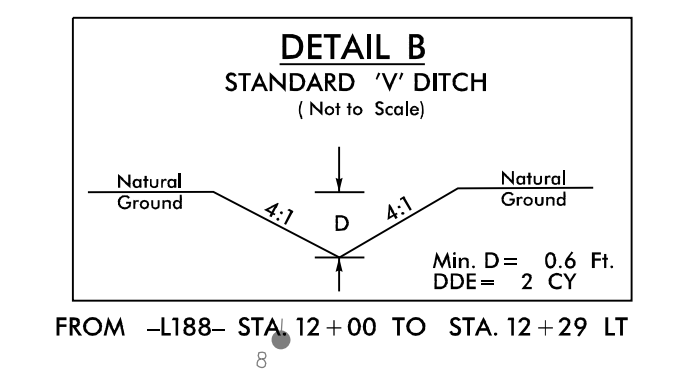 DETAIL B
STANDARD 'V' DITCH
( Not to Scale)
Natural
Ground
4:1
D
4:1
Natural
Ground
Min. D= 0.6 Ft.
DDE= 2 CY
FROM -L188- STA. 12+00 TO STA. 12+29 LT
8